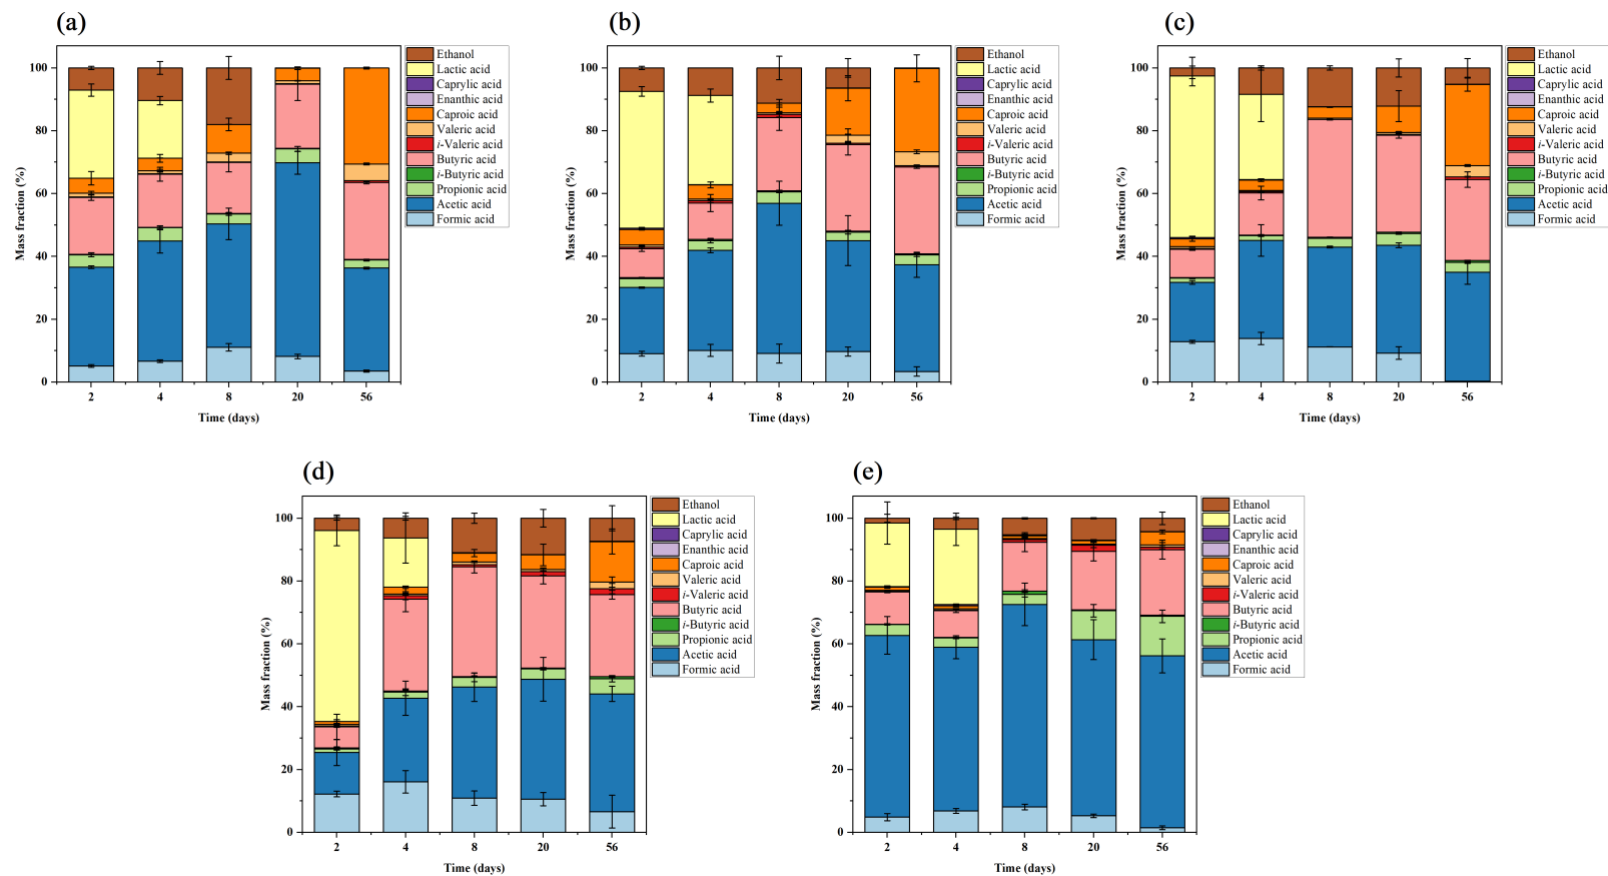 (a)
Mass fraction (%)
100
80
60
40
20
0
2 4 8 20 56
Time (days)
Ethanol
Lactic acid
Caprylic acid
Enanthic acid
Caproic acid
Valeric acid
i-Valeric acid
Butyric acid
i-Butyric acid
Propionic acid
Acetic acid
Formic acid
(b)
Mass fraction (%)
100
80
60
40
20
0
2 4 8 20 56
Time (days)
Ethanol
Lactic acid
Caprylic acid
Enanthic acid
Caproic acid
Valeric acid
i-Valeric acid
Butyric acid
i-Butyric acid
Propionic acid
Acetic acid
Formic acid
(c)
Mass fraction (%)
100
80
60
40
20
0
2 4 8 20 56
Time (days)
Ethanol
Lactic acid
Caprylic acid
Enanthic acid
Caproic acid
Valeric acid
i-Valeric acid
Butyric acid
i-Butyric acid
Propionic acid
Acetic acid
Formic acid
(d)
Mass fraction (%)
100
80
60
40
20
0
2 4 8 20 56
Time (days)
Ethanol
Lactic acid
Caprylic acid
Enanthic acid
Caproic acid
Valeric acid
i-Valeric acid
Butyric acid
i-Butyric acid
Propionic acid
Acetic acid
Formic acid
(e)
Mass fraction (%)
100
80
60
40
20
0
2 4 8 20 56
Time (days)
Ethanol
Lactic acid
Caprylic acid
Enanthic acid
Caproic acid
Valeric acid
i-Valeric acid
Butyric acid
i-Butyric acid
Propionic acid
Acetic acid
Formic acid